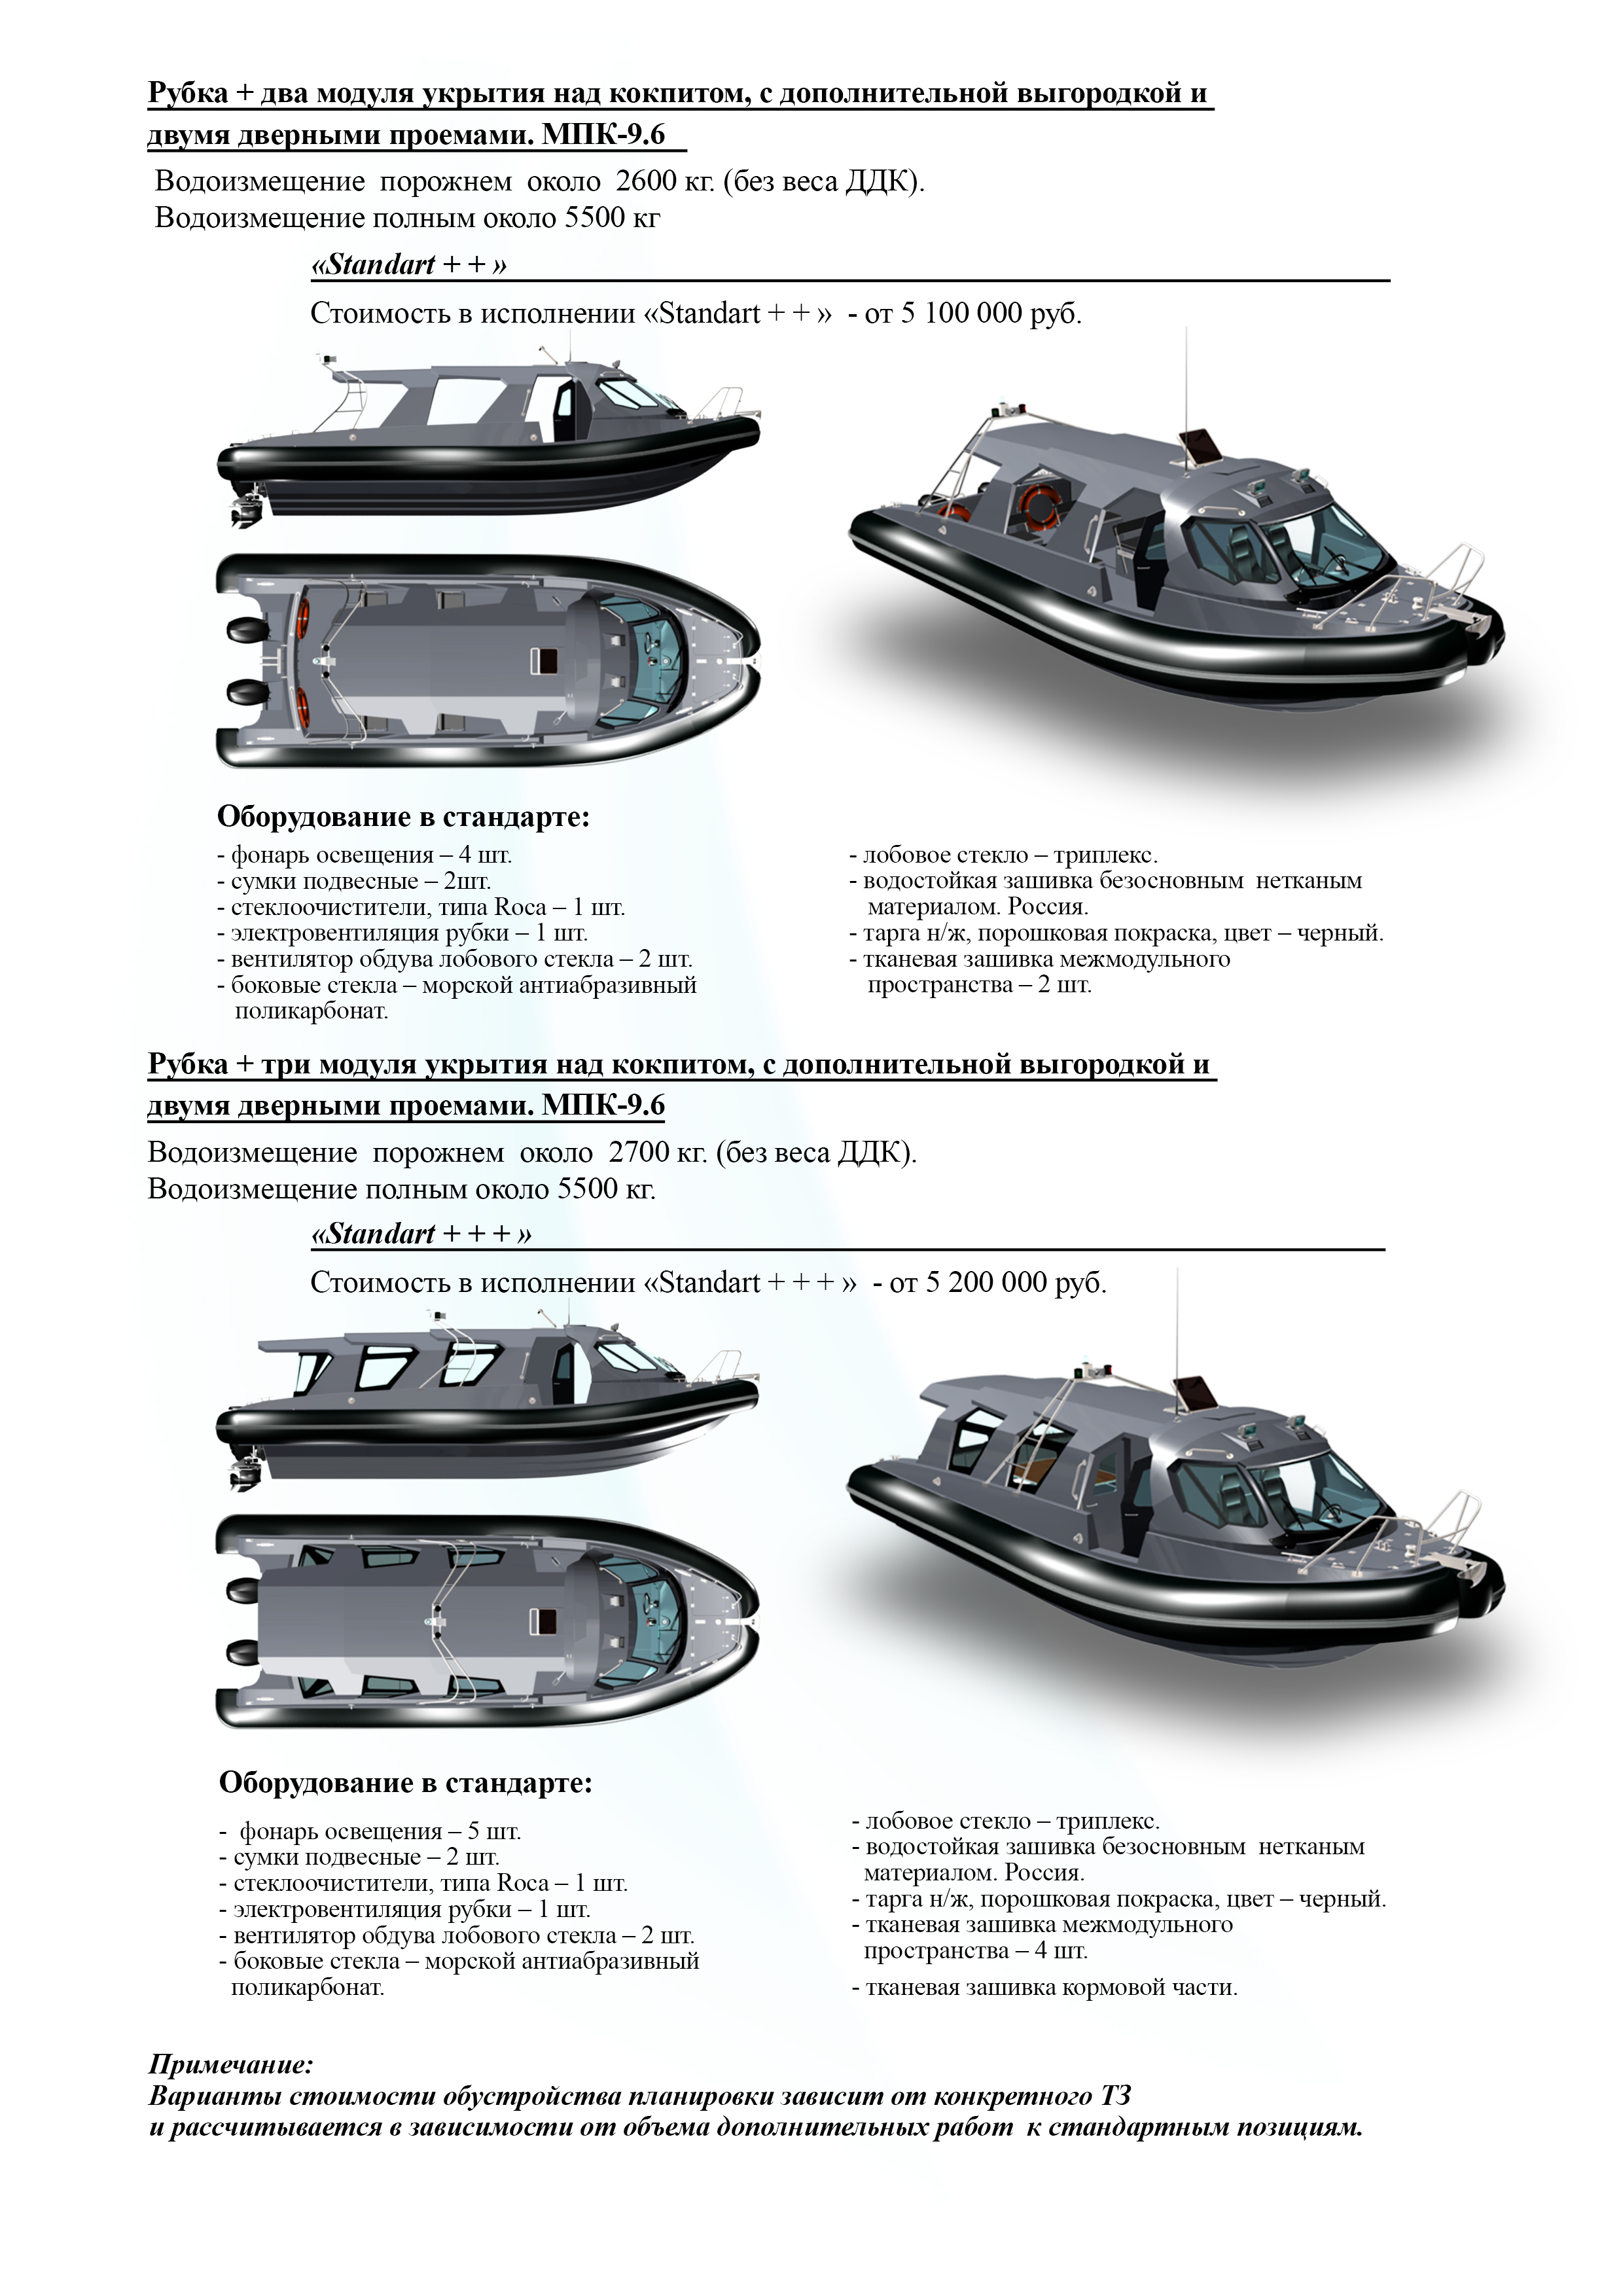 Рубка + два модуля укрытия над кокпитом, с дополнительной выгородкой и
двумя дверными проемами. МПК-9.6
Водоизмещение порожнем около 2600 кг. (без веса ДДК).
Водоизмещение полным около 5500 кг
«Standart + + »
Стоимость в исполнении «Standart + + » - от 5 100 000 руб.
Оборудование в стандарте:
- фонарь освещения – 4 шт.
- сумки подвесные – 2шт.
- стеклоочистители, типа Roca – 1 шт.
- электровентиляция рубки – 1 шт.
- вентилятор обдува лобового стекла – 2 шт.
- боковые стекла – морской антиабразивный
поликарбонат.
- лобовое стекло – триплекс.
- водостойкая зашивка безосновным нетканым
материалом. Россия.
- тарга н/ж, порошковая покраска, цвет – черный.
- тканевая зашивка межмодульного
пространства – 2 шт.
Рубка + три модуля укрытия над кокпитом, с дополнительной выгородкой и
двумя дверными проемами. МПК-9.6
Водоизмещение порожнем около 2700 кг. (без веса ДДК).
Водоизмещение полным около 5500 кг.
«Standart + + + »
Стоимость в исполнении «Standart + + + » - от 5 200 000 руб.
Оборудование в стандарте:
- фонарь освещения – 5 шт.
- сумки подвесные – 2 шт.
- стеклоочистители, типа Roca – 1 шт.
- электровентиляция рубки – 1 шт.
- вентилятор обдува лобового стекла – 2 шт.
- боковые стекла – морской антиабразивный
поликарбонат.
- лобовое стекло – триплекс.
- водостойкая зашивка безосновным нетканым
материалом. Россия.
- тарга н/ж, порошковая покраска, цвет – черный.
- тканевая зашивка межмодульного
пространства – 4 шт.
- тканевая зашивка кормовой части.
Примечание:
Варианты стоимости обустройства планировки зависит от конкретного ТЗ
и рассчитывается в зависимости от объема дополнительных работ к стандартным позициям.